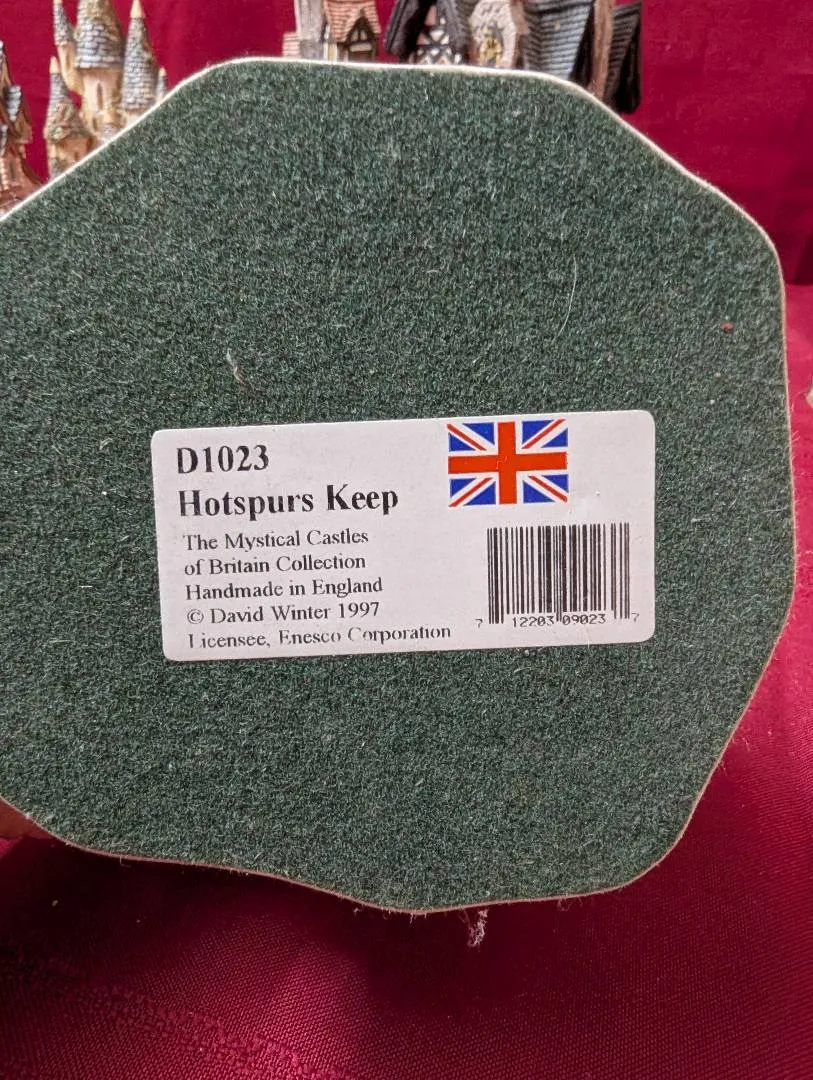 D1023
Hotspurs Keep
The Mystical Castles
of Britain Collection
Handmade in England
© David Winter 1997
Licensee, Enesco Corporation
7 12203 09023 7